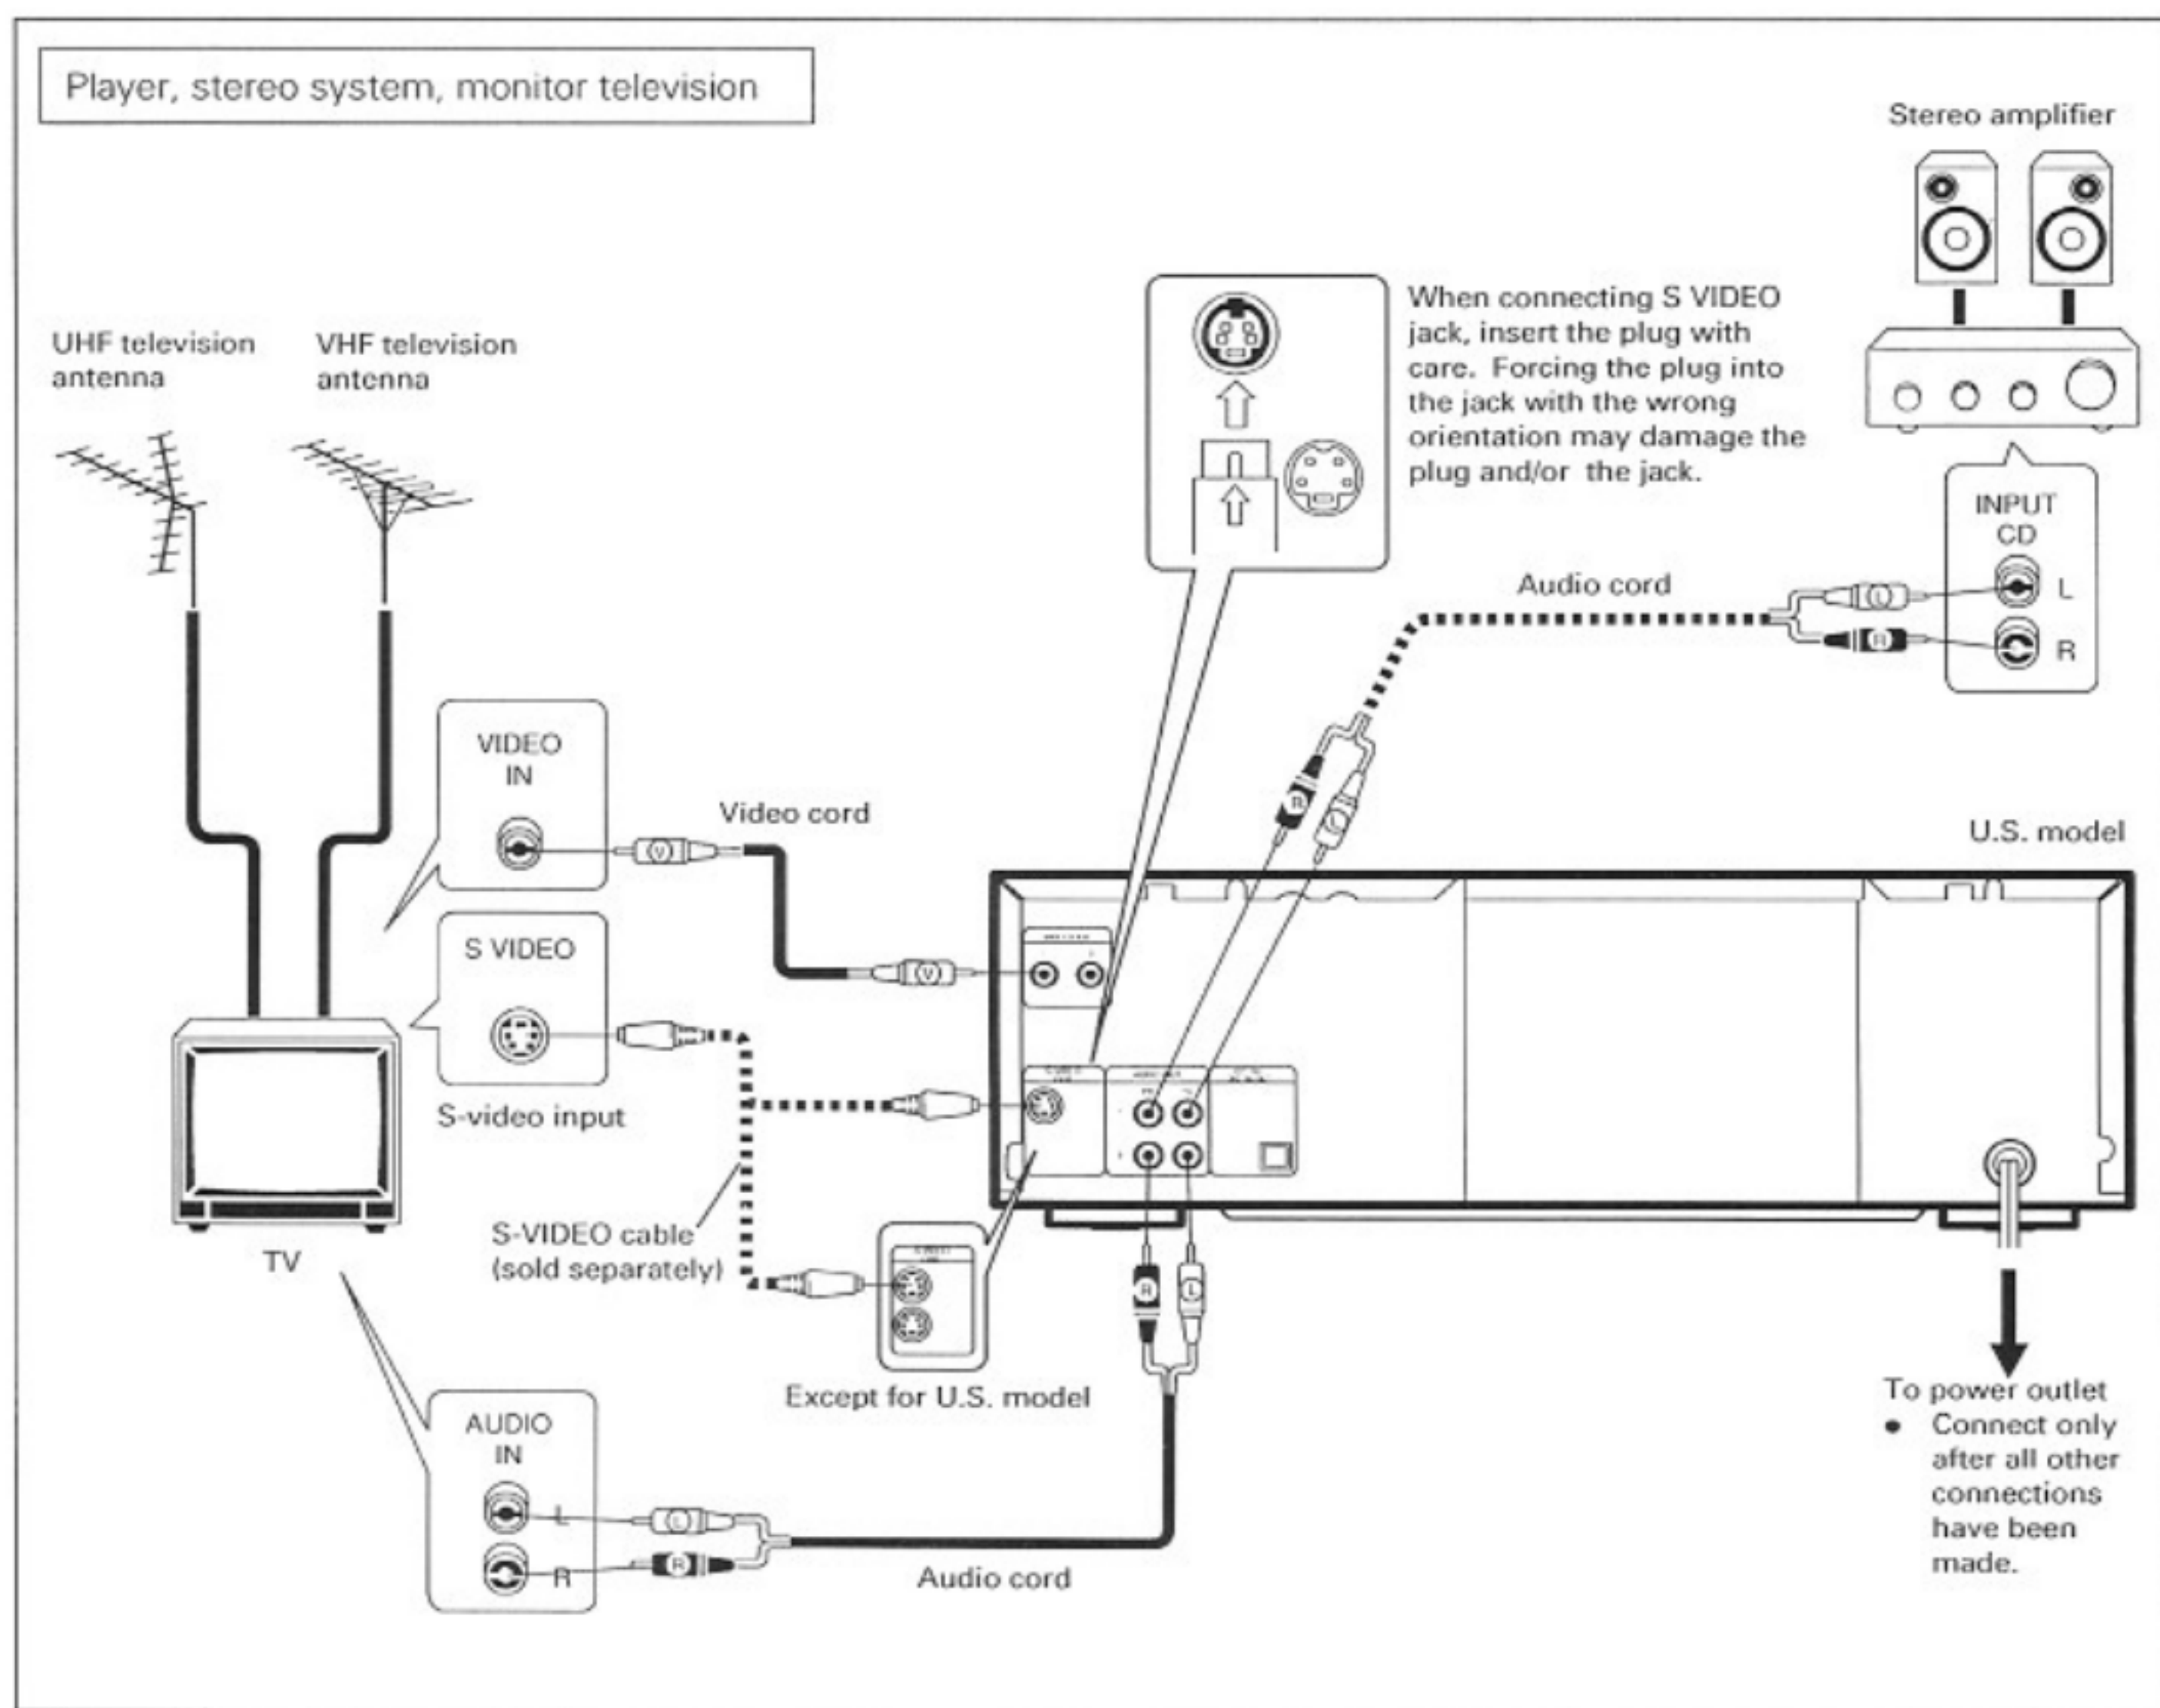 Player, stereo system, monitor television
Stereo amplifier
When connecting S VIDEO
jack, insert the plug with
care. Forcing the plug into
the jack with the wrong
orientation may damage the
plug and/or the jack.
UHF television
antenna
VHF television
antenna
INPUT
CD
L
R
Audio cord
L
R
VIDEO
IN
V
Video cord
R
L
U.S. model
V
S VIDEO
S-video input
S-VIDEO cable
(sold separately)
TV
R
L
Except for U.S. model
To power outlet
• Connect only
after all other
connections
have been
made.
AUDIO
IN
L
R
L
R
Audio cord